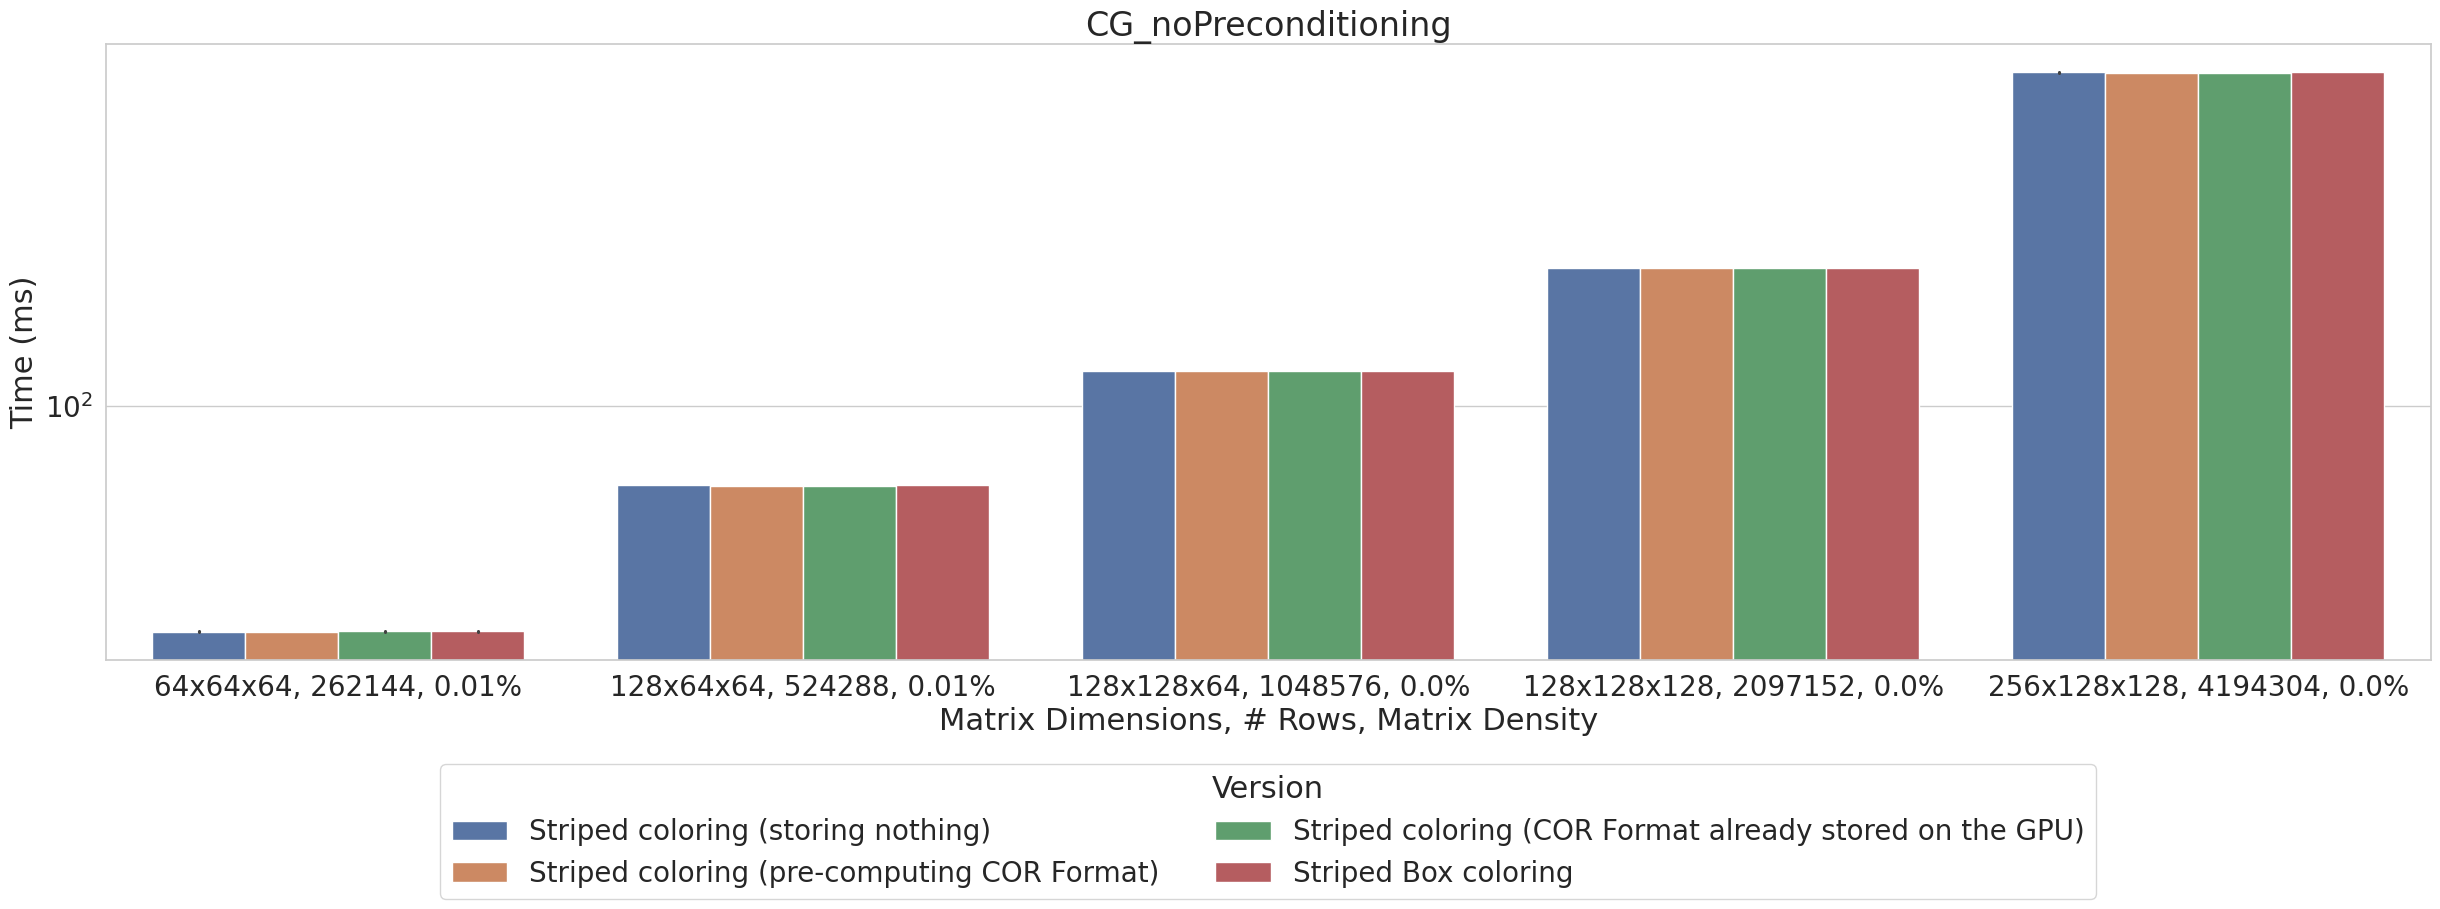 CG_noPreconditioning
Time (ms)
10²
64x64x64, 262144, 0.01%
128x64x64, 524288, 0.01%
128x128x64, 1048576, 0.0%
128x128x128, 2097152, 0.0%
256x128x128, 4194304, 0.0%
Matrix Dimensions, # Rows, Matrix Density
Version
Striped coloring (storing nothing)
Striped coloring (pre-computing COR Format)
Striped coloring (COR Format already stored on the GPU)
Striped Box coloring